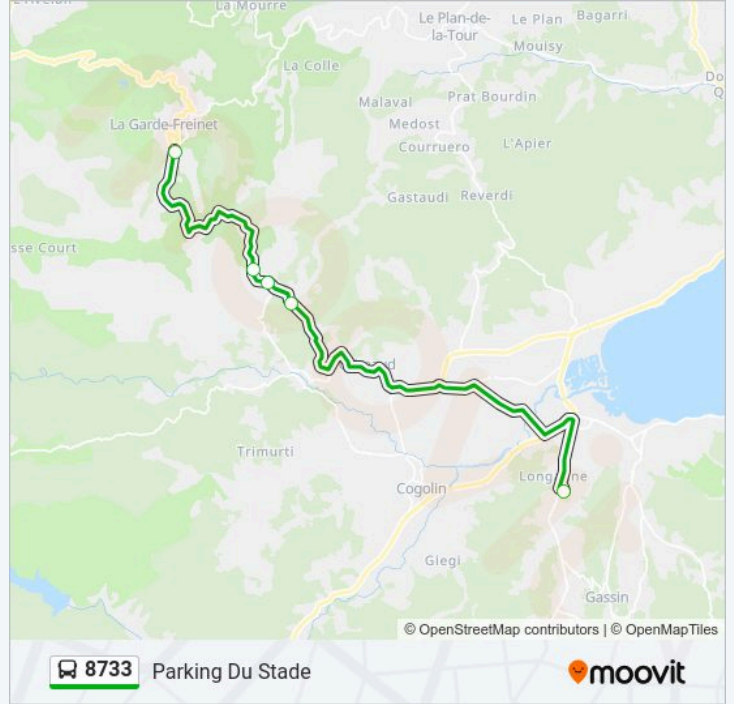 La Mourre
Le Plan-de-
la-Tour
Le Plan
Bagarri
Mouisy
La Colle
Malaval
Prat Bourdin
Medost
La Garde-Freinet
Courruero
L'Apier
Gastaudi
Reverdi
sse Court
Trimurti
Cogolin
Giegi
Gassin
© OpenStreetMap contributors | © OpenMapTiles
8733 Parking Du Stade
moovit